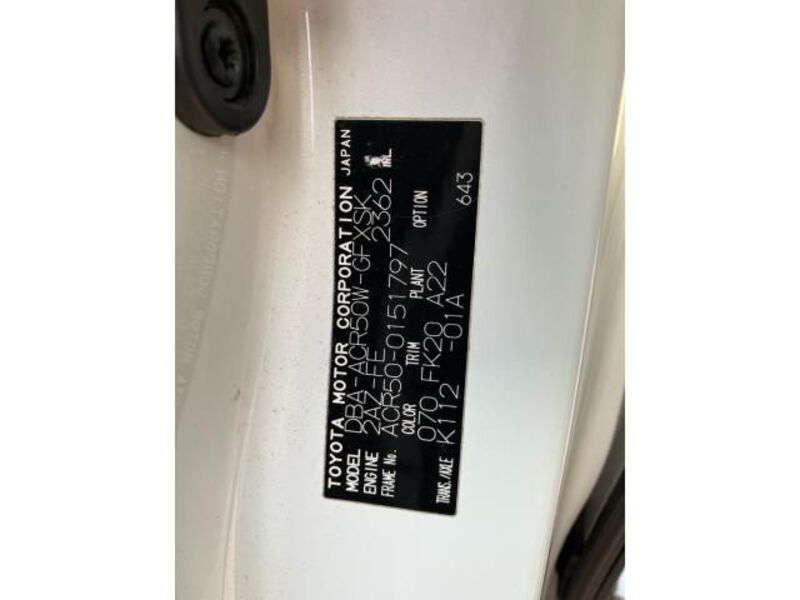 TOYOTA MOTOR CORPORATION JAPAN
MODEL DBA-ACR50W-GFXSK
ENGINE 2AZ-FE 2362 mL
FRAME No. ACR50-0151797
COLOR TRIM PLANT OPTION
070 FK20 A22
TRANS./AXLE K112 -01A 643